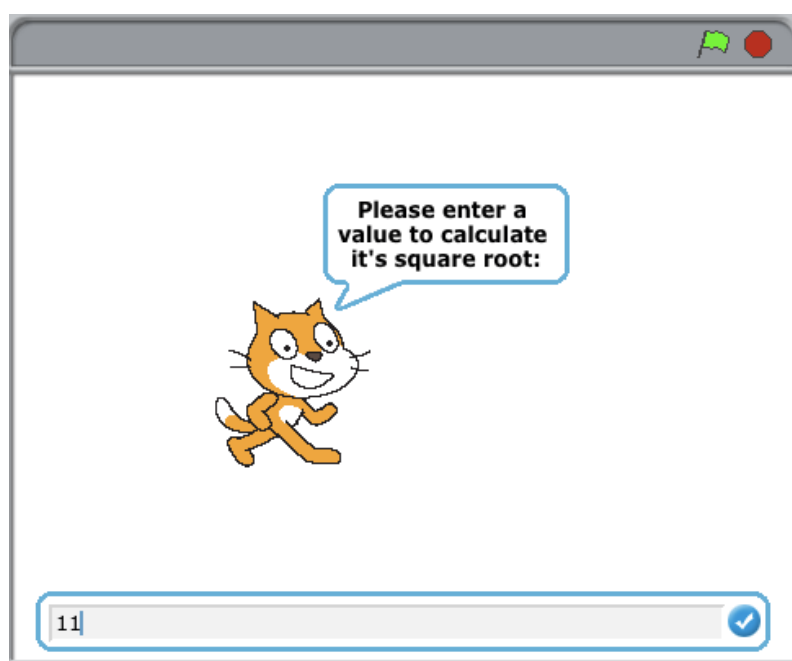 Please enter a
value to calculate
it's square root:
11